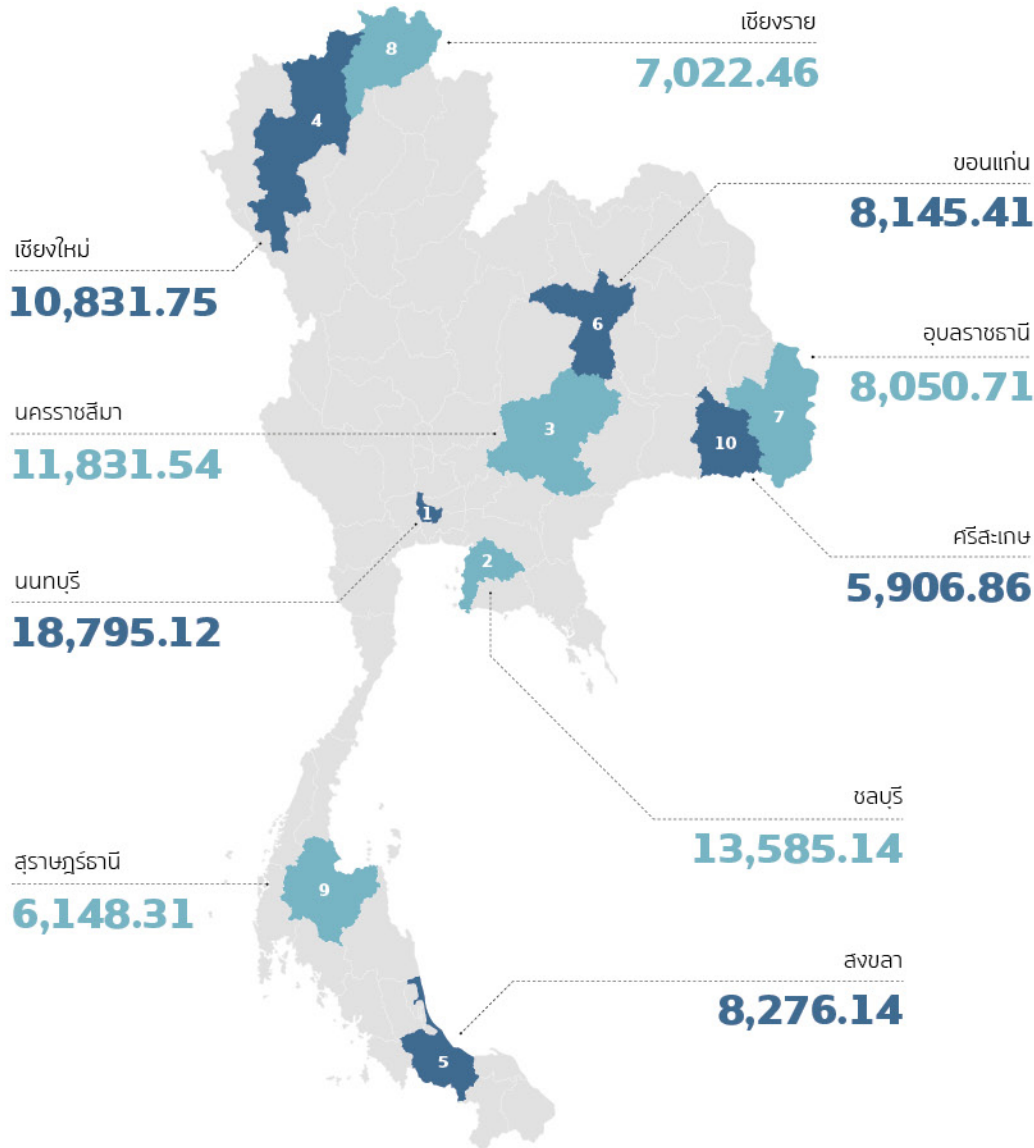 เชียงราย
7,022.46
8
4
ขอนแก่น
8,145.41
เชียงใหม่
10,831.75
6
อุบลราชธานี
8,050.71
นครราชสีมา
11,831.54
3
7
10
1
ศรีสะเกษ
5,906.86
2
นนทบุรี
18,795.12
ชลบุรี
13,585.14
สุราษฎร์ธานี
6,148.31
9
สงขลา
8,276.14
5